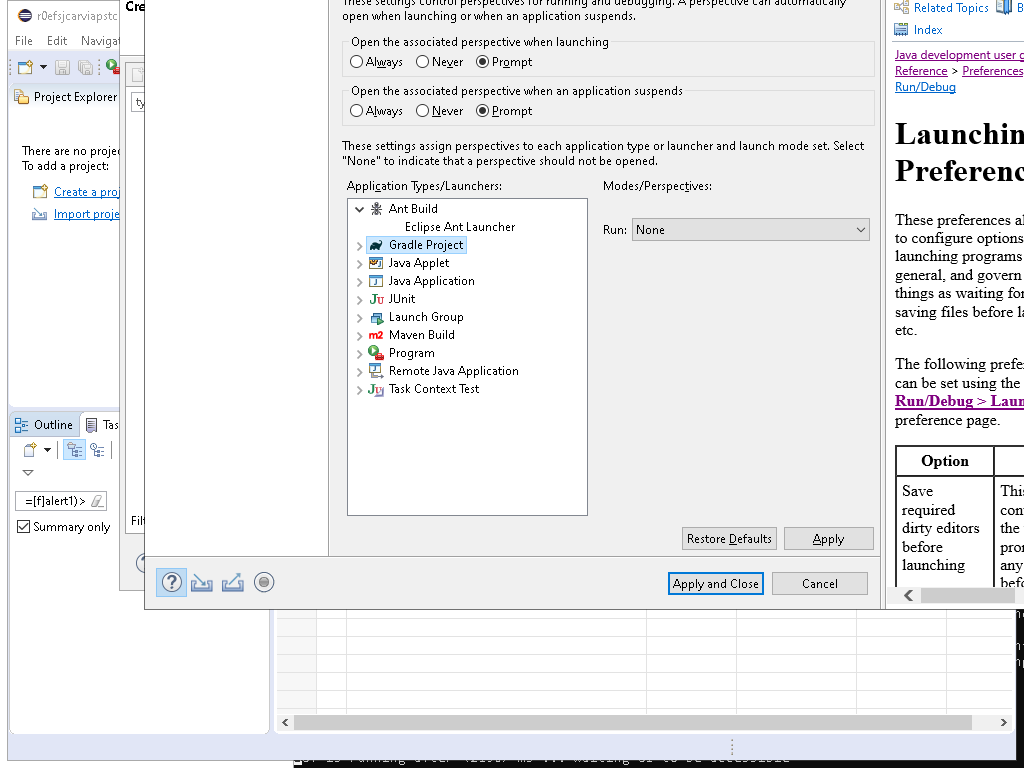 r0efsjcarviapstc
Cre
File Edit Navigat
Project Explorer
ty
There are no projec
To add a project:
Create a proj
Import proje
Outline
Tas
=[f]alert1)>
Summary only
Filt
These settings control perspectives for running and debugging. A perspective can automatically
open when launching or when an application suspends.
Open the associated perspective when launching
Always Never Prompt
Open the associated perspective when an application suspends
Always Never Prompt
These settings assign perspectives to each application type or launcher and launch mode set. Select
"None" to indicate that a perspective should not be opened.
Application Types/Launchers:
Modes/Perspectives:
Ant Build
Eclipse Ant Launcher
Gradle Project
Java Applet
Java Application
JUnit
Launch Group
m2 Maven Build
Program
Remote Java Application
Task Context Test
Run: None
Restore Defaults
Apply
Apply and Close
Cancel
Related Topics B
Index
Java development user g
Reference > Preferences
Run/Debug
Launchin
Preferenc
These preferences al
to configure options
launching programs
general, and govern
things as waiting for
saving files before la
etc.
The following prefer
can be set using the
Run/Debug > Laun
preference page.
Option
Save
required
dirty editors
before
launching
This
con
the
pro
any
befo